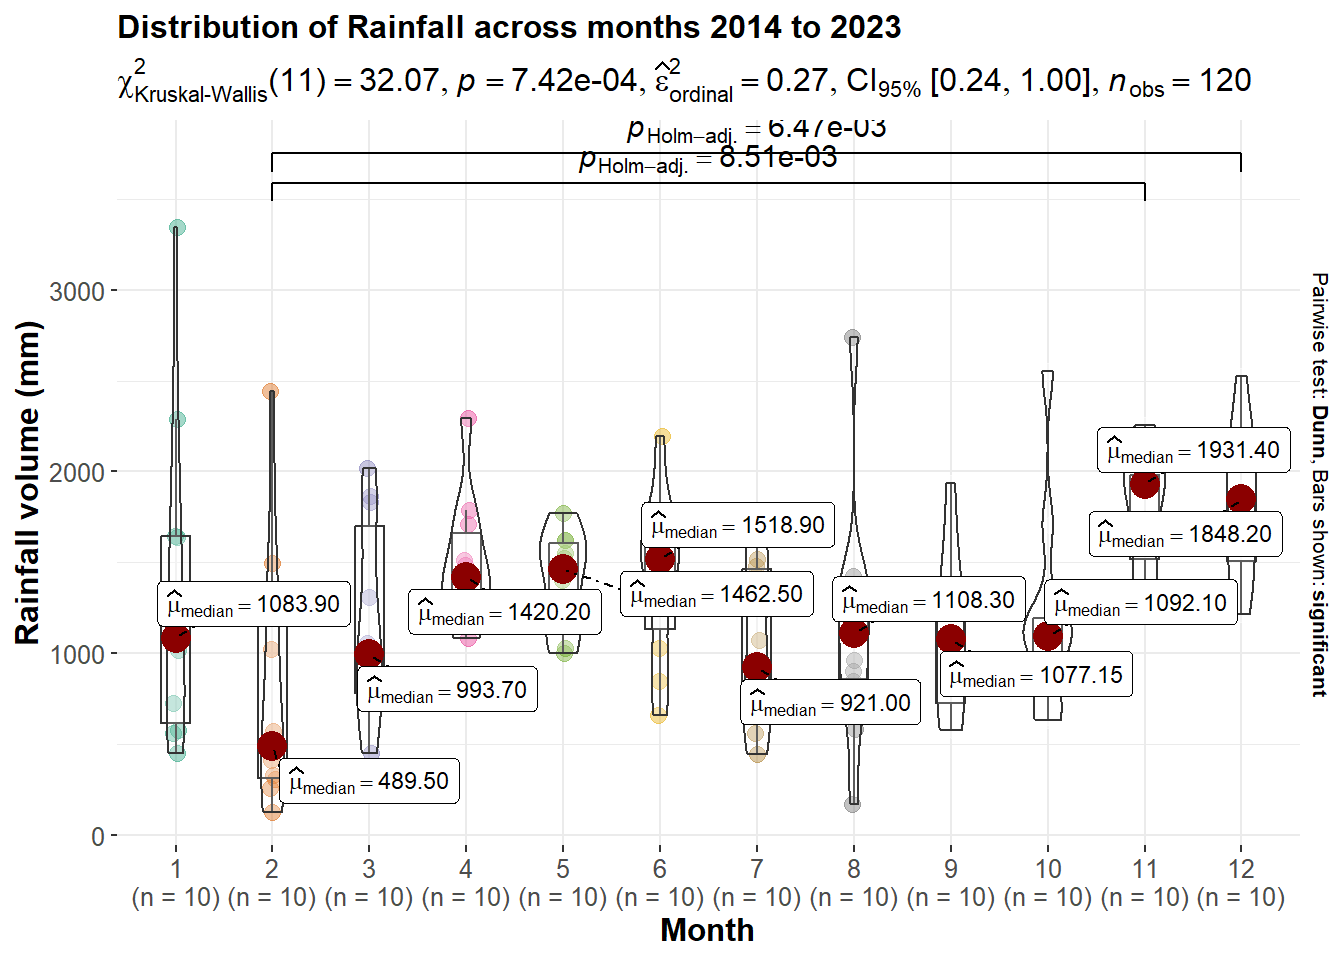 Distribution of Rainfall across months 2014 to 2023
χ²Kruskal-Wallis(11) = 32.07, p = 7.42e-04, ε̂²ordinal = 0.27, CI95% [0.24, 1.00], nobs = 120
pHolm−adj. = 6.47e-03
pHolm−adj. = 8.51e-03
3000
2000
1000
0
Rainfall volume (mm)
μ̂median = 1083.90
μ̂median = 489.50
μ̂median = 993.70
μ̂median = 1420.20
μ̂median = 1462.50
μ̂median = 1518.90
μ̂median = 921.00
μ̂median = 1108.30
μ̂median = 1077.15
μ̂median = 1092.10
μ̂median = 1931.40
μ̂median = 1848.20
Pairwise test: Dunn, Bars shown: significant
1 2 3 4 5 6 7 8 9 10 11 12
(n = 10) (n = 10) (n = 10) (n = 10) (n = 10) (n = 10) (n = 10) (n = 10) (n = 10) (n = 10) (n = 10) (n = 10)
Month